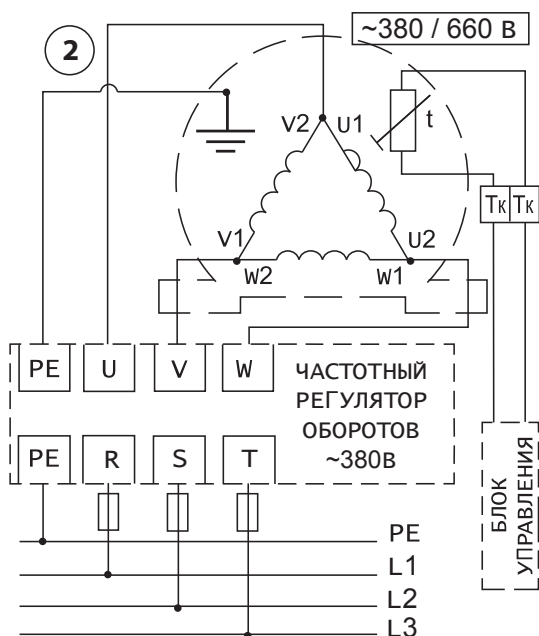 2
~380 / 660 В
V2 U1
t
V1
U2
W2 W1
Тк Тк
PE U V W
ЧАСТОТНЫЙ
РЕГУЛЯТОР
ОБОРОТОВ
~380В
PE R S T
БЛОК
УПРАВЛЕНИЯ
PE
L1
L2
L3